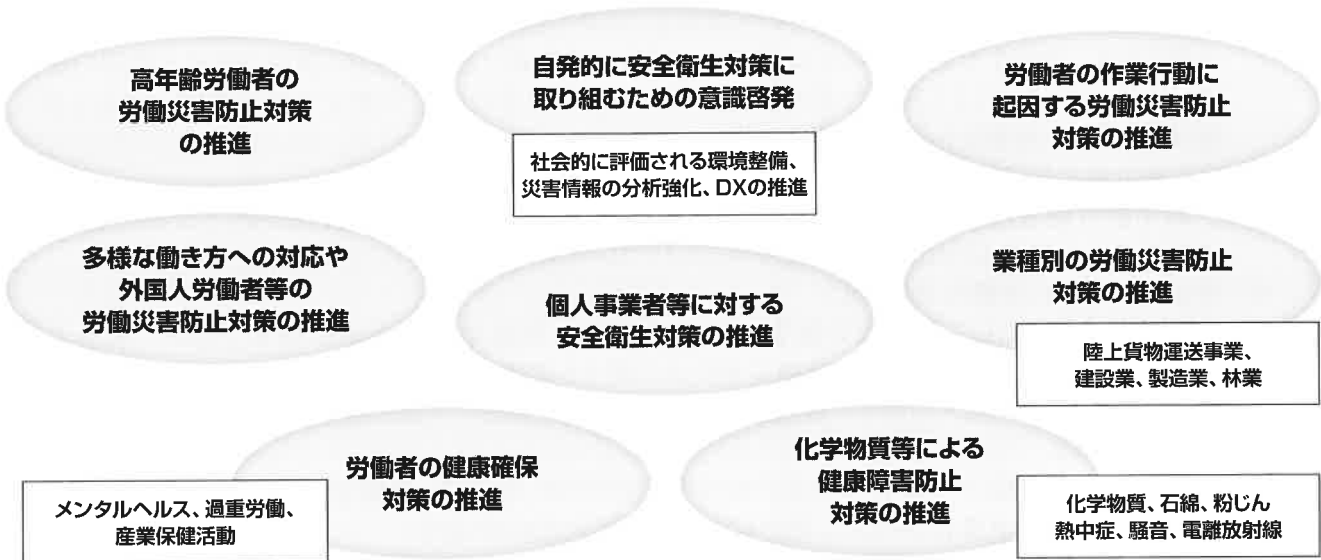 高年齢労働者の
労働災害防止対策
の推進
自発的に安全衛生対策に
取り組むための意識啓発
社会的に評価される環境整備、
災害情報の分析強化、DXの推進
労働者の作業行動に
起因する労働災害防止
対策の推進
多様な働き方への対応や
外国人労働者等の
労働災害防止対策の推進
個人事業者等に対する
安全衛生対策の推進
業種別の労働災害防止
対策の推進
陸上貨物運送事業、
建設業、製造業、林業
労働者の健康確保
対策の推進
メンタルヘルス、過重労働、
産業保健活動
化学物質等による
健康障害防止
対策の推進
化学物質、石綿、粉じん
熱中症、騒音、電離放射線